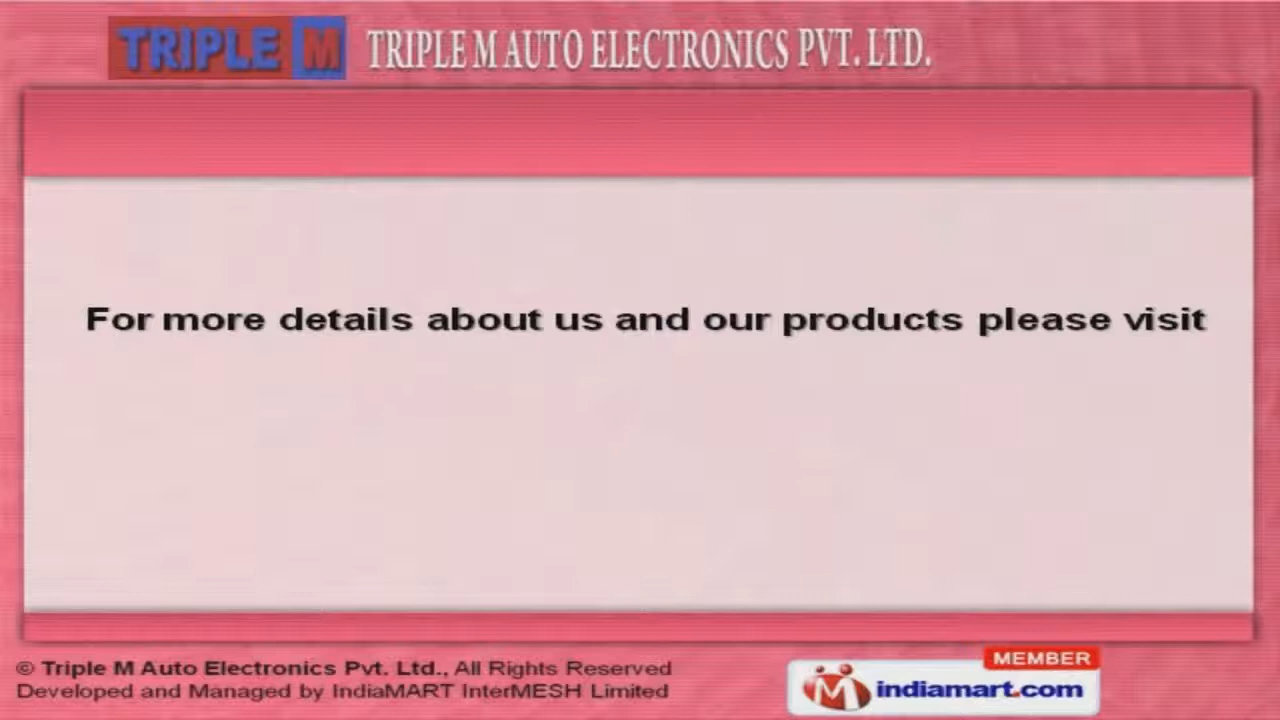 TRIPLE M TRIPLE M AUTO ELECTRONICS PVT. LTD.
For more details about us and our products please visit
© Triple M Auto Electronics Pvt. Ltd., All Rights Reserved
Developed and Managed by IndiaMART InterMESH Limited
MEMBER
indiamart.com